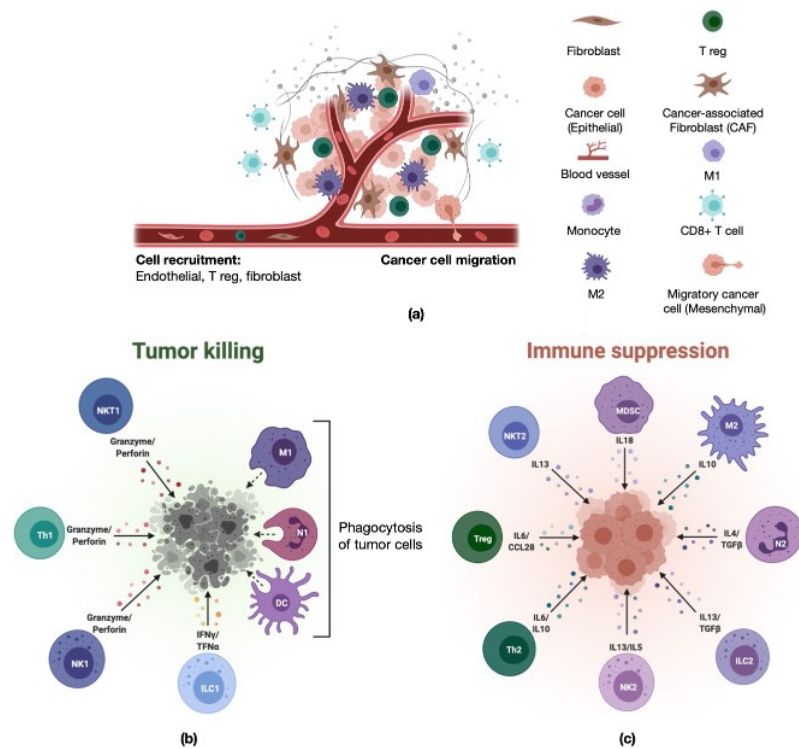 Fibroblast
T reg
Cancer cell
(Epithelial)
Cancer-associated
Fibroblast (CAF)
Blood vessel
M1
Monocyte
CD8+ T cell
M2
Migratory cancer
cell (Mesenchymal)
Cell recruitment:
Endothelial, T reg, fibroblast
Cancer cell migration
(a)
Tumor killing
NKT1
Granzyme/
Perforin
M1
Th1
Granzyme/
Perforin
N1
Phagocytosis
of tumor cells
DC
Granzyme/
Perforin
NK1
IFNγ/
TFNα
ILC1
(b)
Immune suppression
MDSC
IL18
NKT2
IL13
M2
IL10
Treg
IL6/
CCL28
IL4/
TGFβ
N2
IL6/
IL10
Th2
IL13/
TGFβ
ILC2
IL13/IL5
NK2
(c)